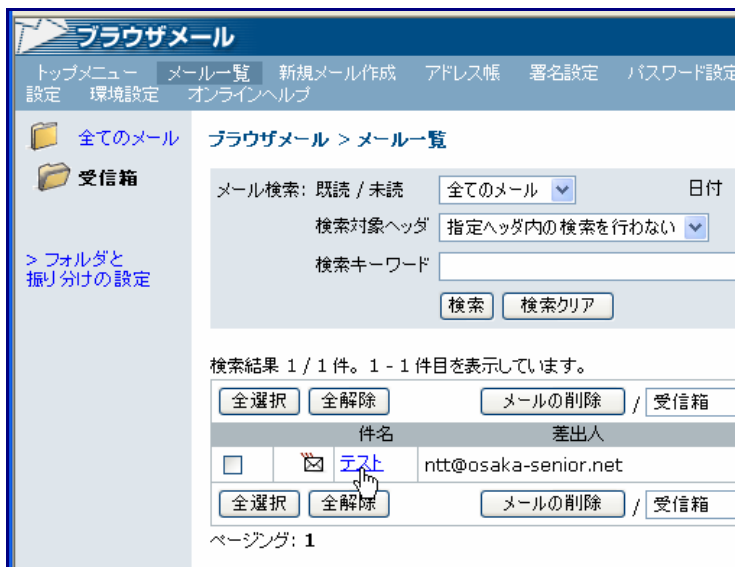 ブラウザメール
トップメニュー メール一覧 新規メール作成 アドレス帳 署名設定 パスワード設定
設定 環境設定 オンラインヘルプ
全てのメール
受信箱
> フォルダと
振り分けの設定
ブラウザメール > メール一覧
メール検索: 既読 / 未読 全てのメール 日付
検索対象ヘッダ 指定ヘッダ内の検索を行わない
検索キーワード
検索 検索クリア
検索結果 1 / 1 件。1 - 1 件目を表示しています。
全選択 全解除 メールの削除 / 受信箱
件名 差出人
テスト ntt@osaka-senior.net
全選択 全解除 メールの削除 / 受信箱
ページング: 1